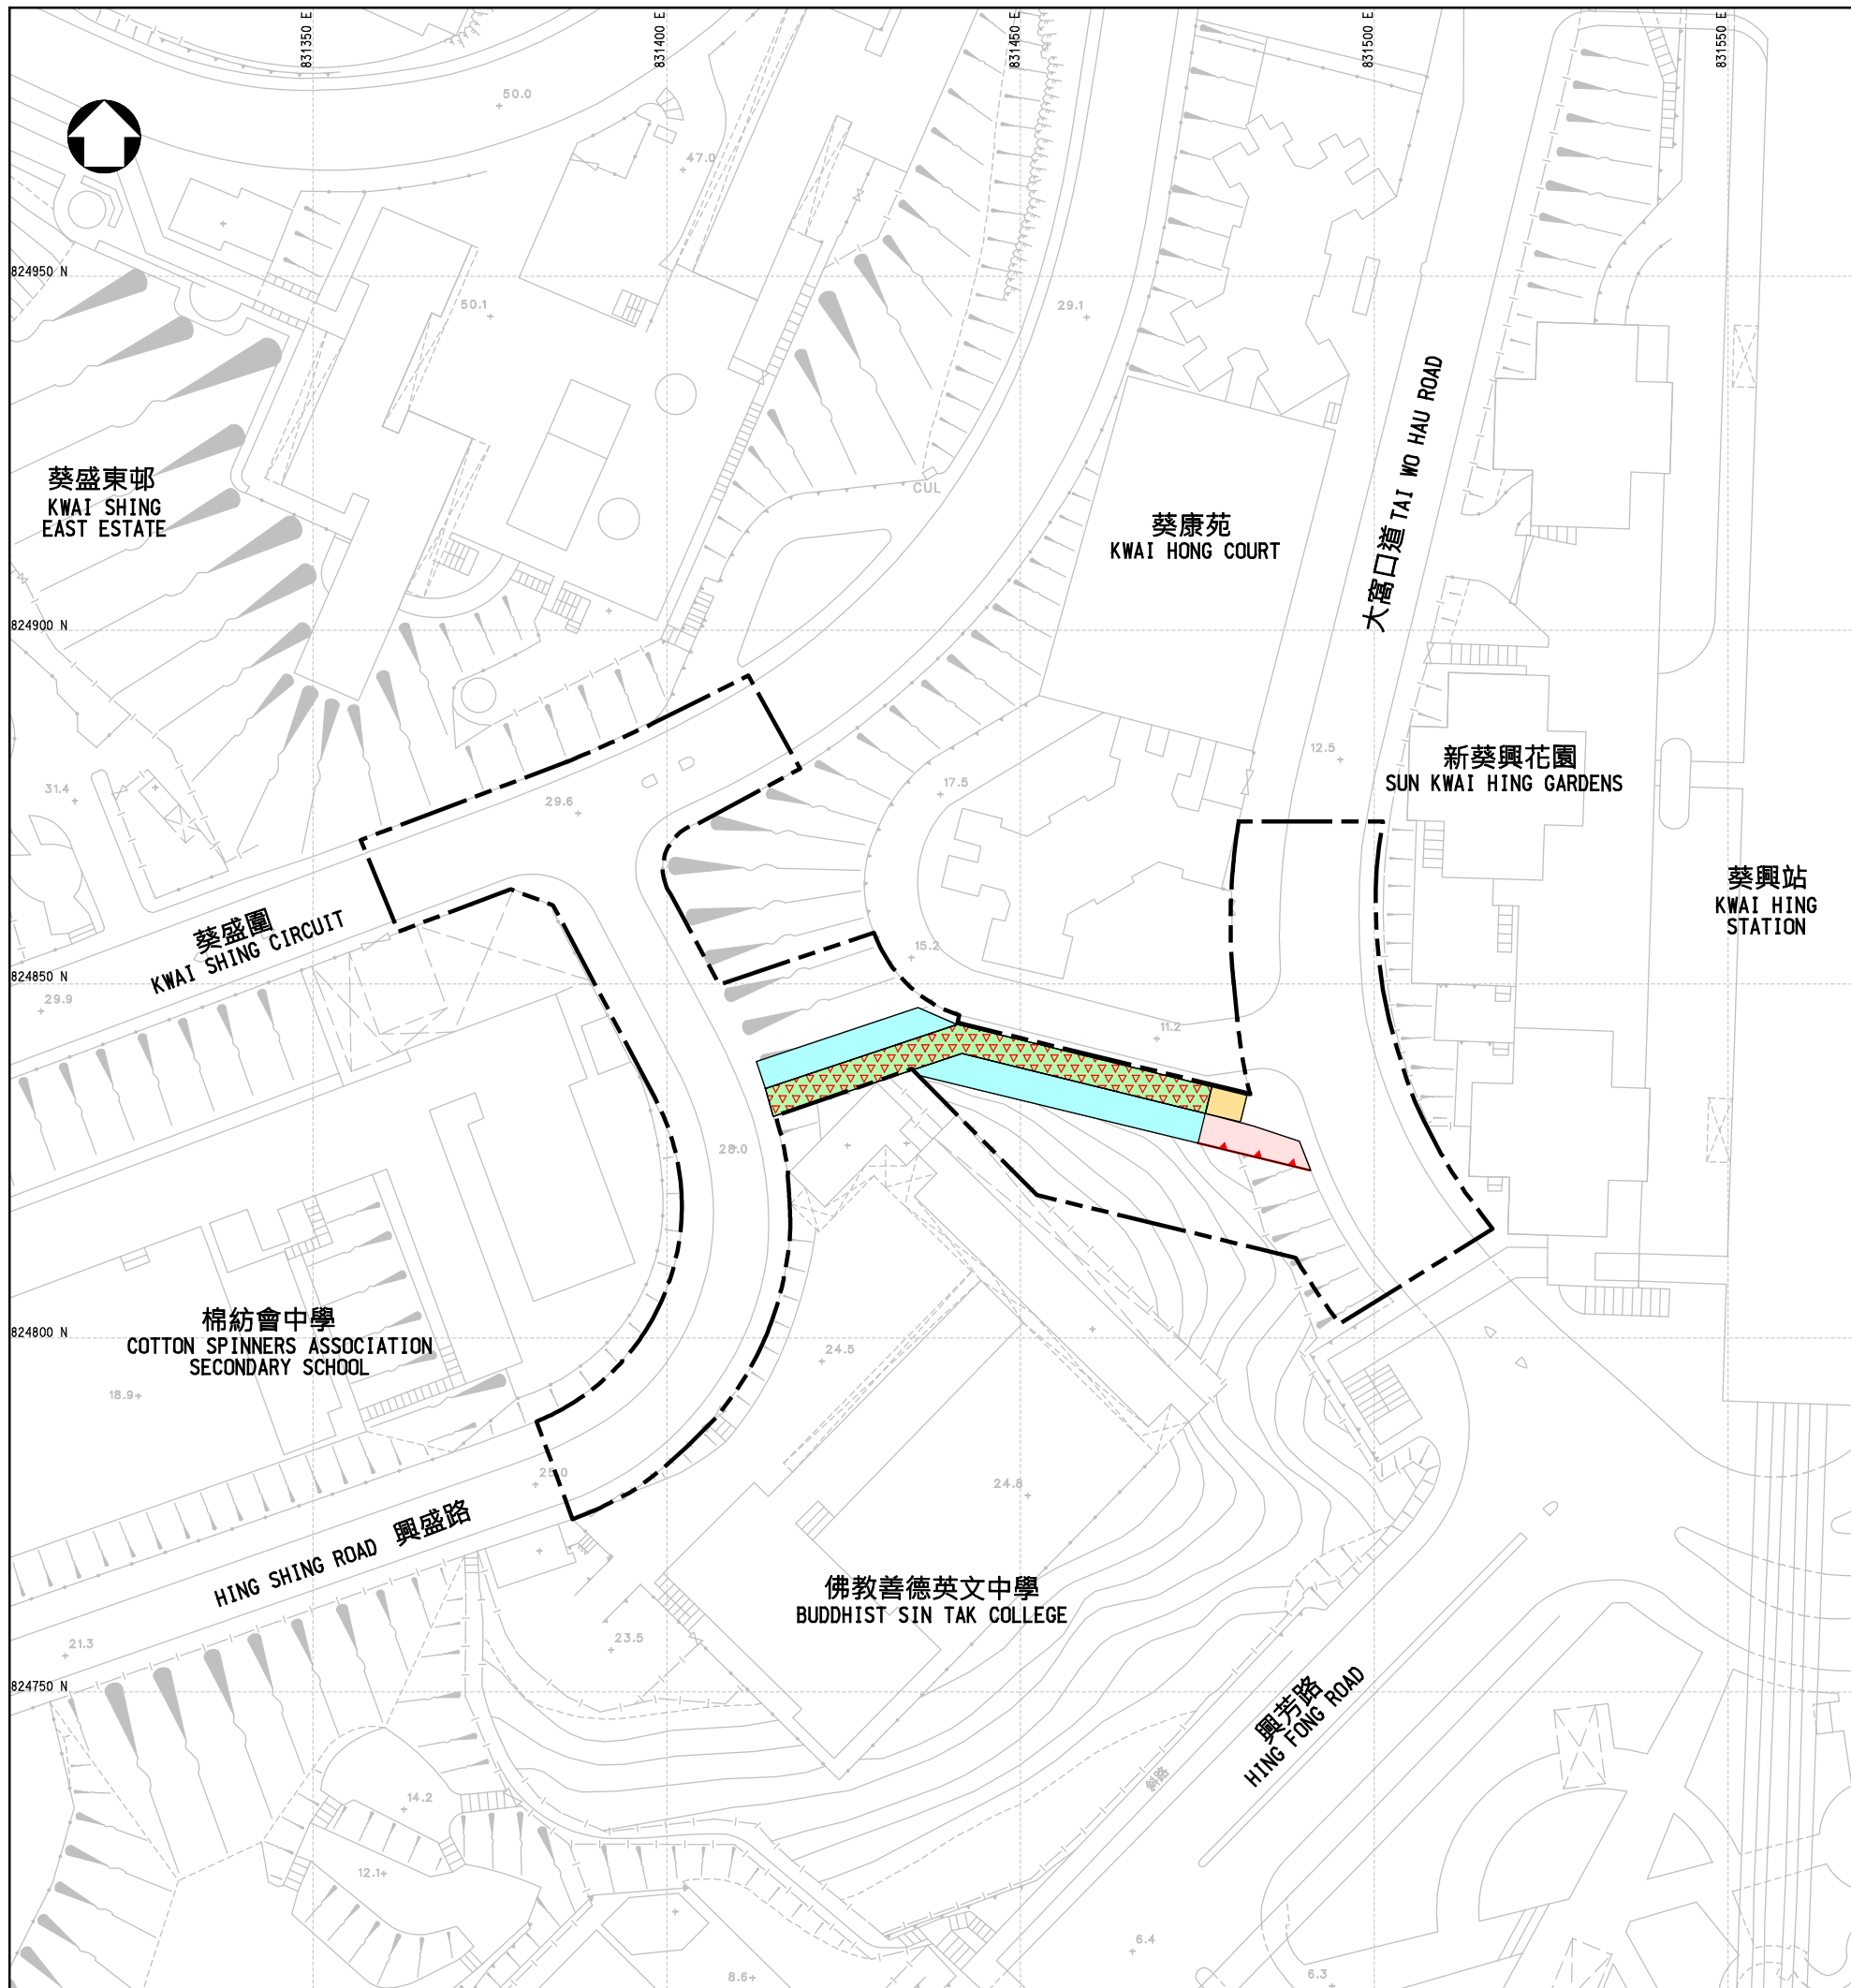 831350 E
831400 E
831450 E
831500 E
831550 E
50.0
47.0
824950 N
50.1
29.1
大窩口道 TAI WO HAU ROAD
葵盛東邨
KWAI SHING
EAST ESTATE
CUL
葵康苑
KWAI HONG COURT
824900 N
12.5
新葵興花園
SUN KWAI HING GARDENS
31.4
29.6
17.5
葵興站
KWAI HING
STATION
葵盛圍
KWAI SHING CIRCUIT
15.2
824850 N
29.9
11.2
28.0
棉紡會中學
COTTON SPINNERS ASSOCIATION
SECONDARY SCHOOL
824800 N
24.5
18.9
25.0
24.8
HING SHING ROAD 興盛路
佛教善德英文中學
BUDDHIST SIN TAK COLLEGE
21.3
23.5
824750 N
興芳路
HING FONG ROAD
斜路
14.2
12.1
6.4
8.6
6.3